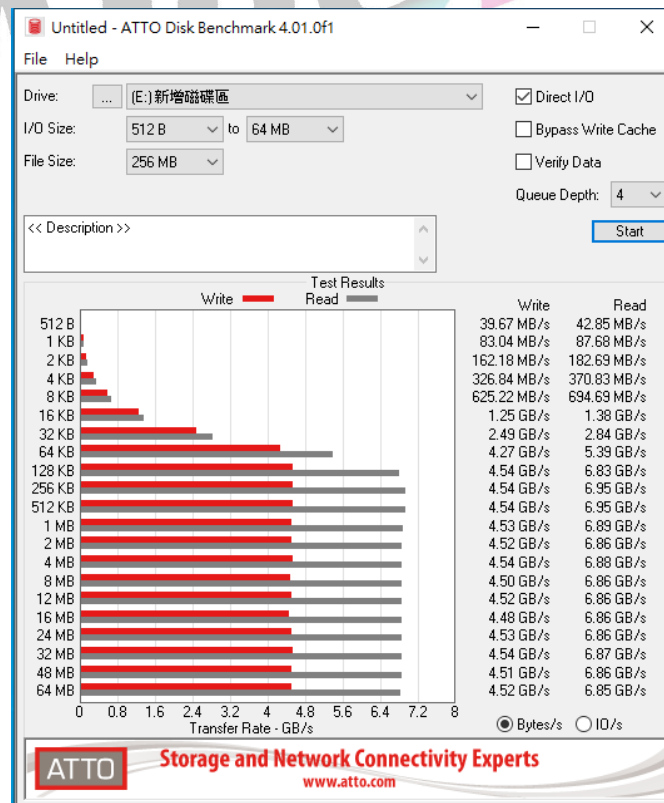 Untitled - ATTO Disk Benchmark 4.01.0f1
File Help
Drive: ... (E:)新增磁碟區 Direct I/O
I/O Size: 512 B to 64 MB Bypass Write Cache
File Size: 256 MB Verify Data
Queue Depth: 4
<< Description >> Start
Test Results
Write Read Write Read
512 B 39.67 MB/s 42.85 MB/s
1 KB 83.04 MB/s 87.68 MB/s
2 KB 162.18 MB/s 182.69 MB/s
4 KB 326.84 MB/s 370.83 MB/s
8 KB 625.22 MB/s 694.69 MB/s
16 KB 1.25 GB/s 1.38 GB/s
32 KB 2.49 GB/s 2.84 GB/s
64 KB 4.27 GB/s 5.39 GB/s
128 KB 4.54 GB/s 6.83 GB/s
256 KB 4.54 GB/s 6.95 GB/s
512 KB 4.54 GB/s 6.95 GB/s
1 MB 4.53 GB/s 6.89 GB/s
2 MB 4.52 GB/s 6.86 GB/s
4 MB 4.54 GB/s 6.88 GB/s
8 MB 4.50 GB/s 6.86 GB/s
12 MB 4.52 GB/s 6.86 GB/s
16 MB 4.48 GB/s 6.86 GB/s
24 MB 4.53 GB/s 6.86 GB/s
32 MB 4.54 GB/s 6.87 GB/s
48 MB 4.51 GB/s 6.86 GB/s
64 MB 4.52 GB/s 6.85 GB/s
0 0.8 1.6 2.4 3.2 4 4.8 5.6 6.4 7.2 8
Transfer Rate - GB/s Bytes/s IO/s
ATTO Storage and Network Connectivity Experts
www.atto.com